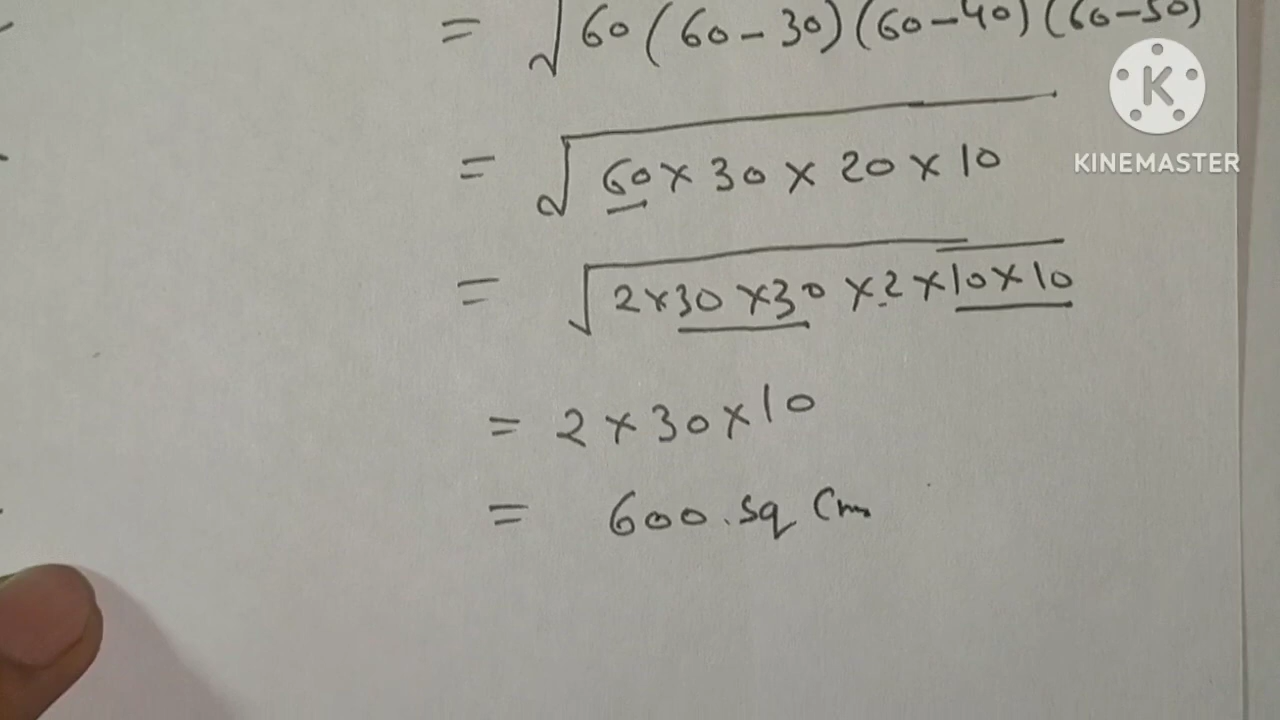 = √60(60-30)(60-40)(60-50)
K
KINEMASTER
= √60×30×20×10
= √2×30×30×2×10×10
= 2×30×10
= 600.sq Cm